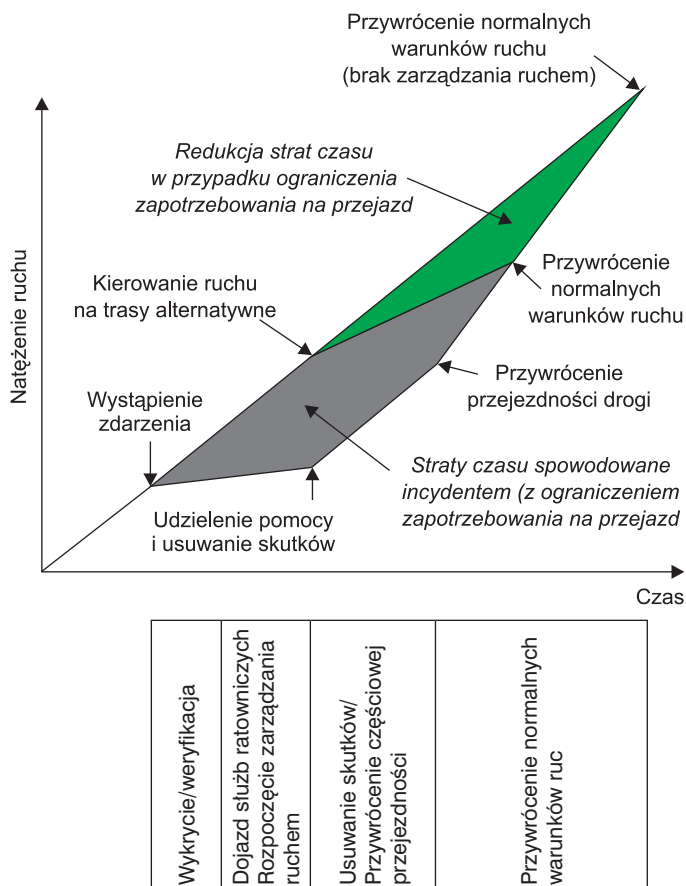 Przywrócenie normalnych
warunków ruchu
(brak zarządzania ruchem)
Redukcja strat czasu
w przypadku ograniczenia
zapotrzebowania na przejazd
Kierowanie ruchu
na trasy alternatywne
Przywrócenie
normalnych
warunków ruchu
Natężenie ruchu
Wystąpienie
zdarzenia
Przywrócenie
przejezdności drogi
Straty czasu spowodowane
incydentem (z ograniczeniem
zapotrzebowania na przejazd
Udzielenie pomocy
i usuwanie skutków
Czas
Wykrycie/weryfikacja
Dojazd służb ratowniczych
Rozpoczęcie zarządzania
ruchem
Usuwanie skutków/
Przywrócenie częściowej
przejezdności
Przywrócenie normalnych
warunków ruc